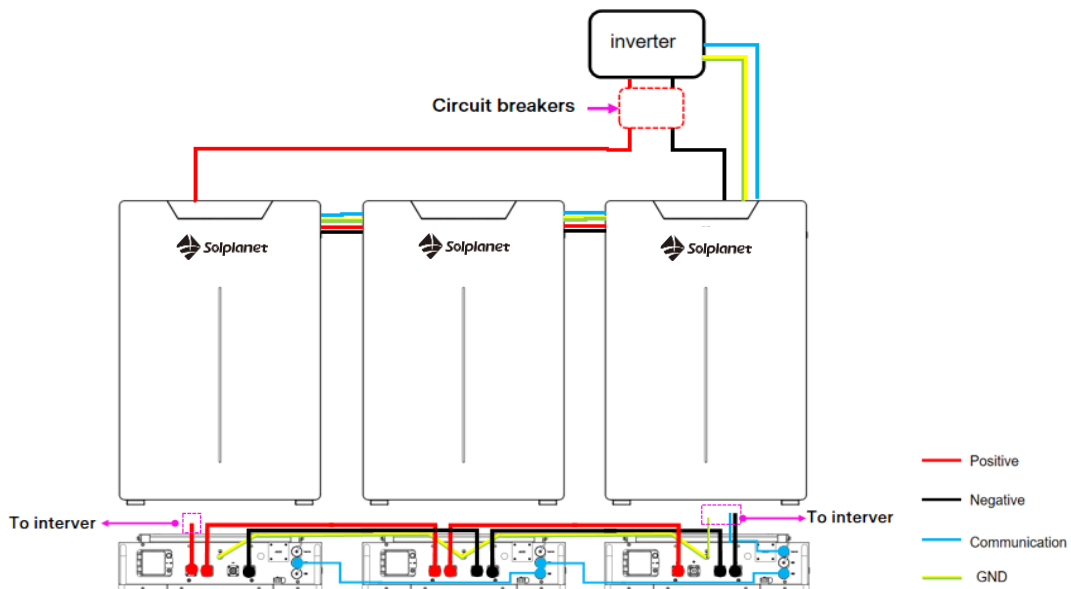 inverter
Circuit breakers
Solplanet
Solplanet
Solplanet
Positive
Negative
To interver
To interver
Communication
GND